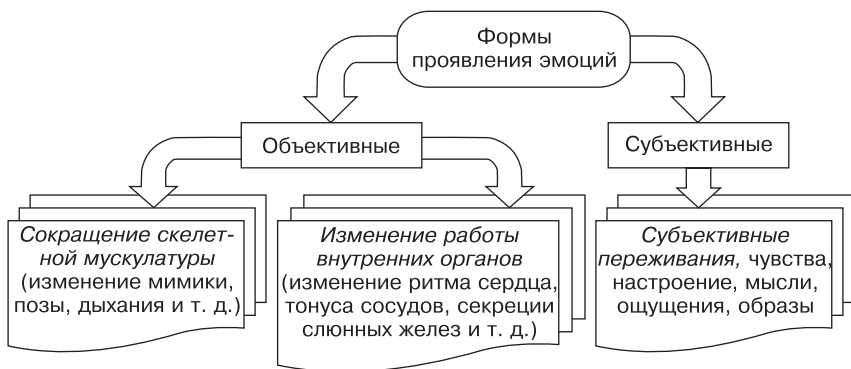 Формы
проявления эмоций
Объективные
Субъективные
Сокращение скелет-
ной мускулатуры
(изменение мимики,
позы, дыхания и т. д.)
Изменение работы
внутренних органов
(изменение ритма сердца,
тонуса сосудов, секреции
слюнных желез и т. д.)
Субъективные
переживания, чувства,
настроение, мысли,
ощущения, образы